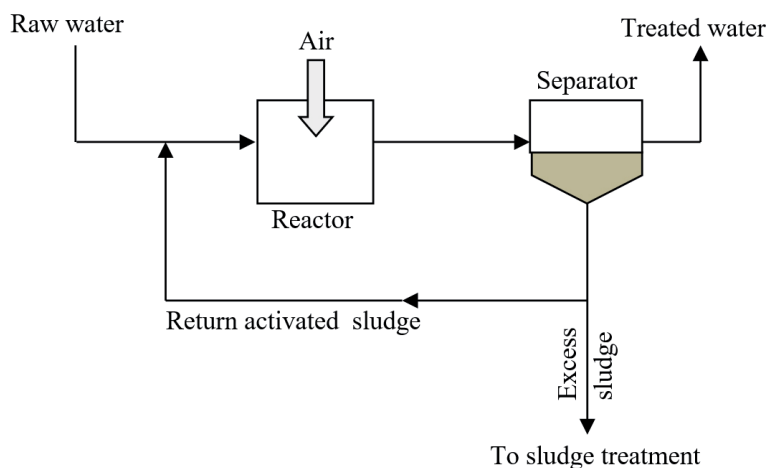 Raw water
Air
Treated water
Separator
Reactor
Return activated sludge
Excess
sludge
To sludge treatment